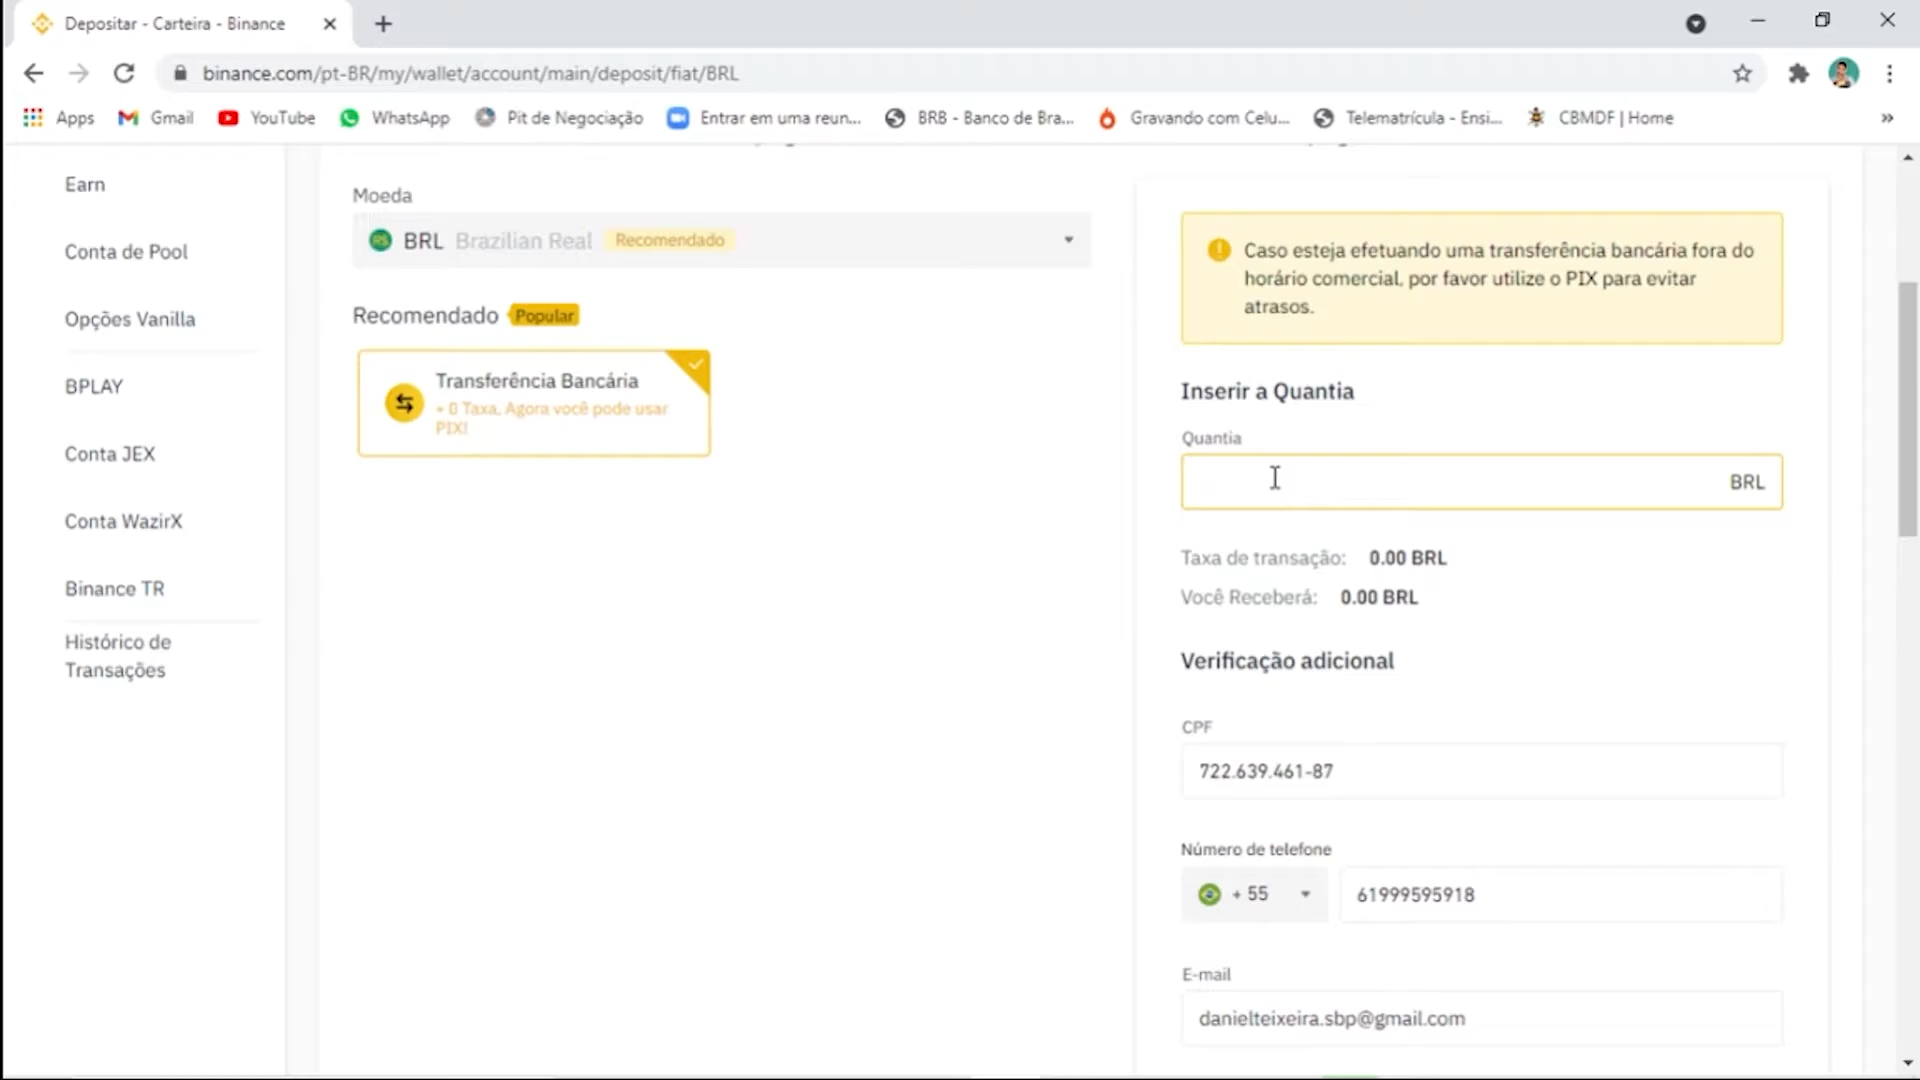 Depositar - Carteira - Binance
binance.com/pt-BR/my/wallet/account/main/deposit/fiat/BRL
Apps
Gmail
YouTube
WhatsApp
Pit de Negociação
Entrar em uma reun...
BRB - Banco de Bra...
Gravando com Celu...
Telematrícula - Ensi...
CBMDF | Home
»
Earn
Conta de Pool
Opções Vanilla
BPLAY
Conta JEX
Conta WazirX
Binance TR
Histórico de
Transações
Moeda
R$ BRL Brazilian Real Recomendado
Recomendado Popular
Transferência Bancária
+ 0 Taxa, Agora você pode usar
PIX!
Caso esteja efetuando uma transferência bancária fora do
horário comercial, por favor utilize o PIX para evitar
atrasos.
Inserir a Quantia
Quantia
BRL
Taxa de transação: 0.00 BRL
Você Receberá: 0.00 BRL
Verificação adicional
CPF
722.639.461-87
Número de telefone
+ 55 61999595918
E-mail
danielteixeira.sbp@gmail.com